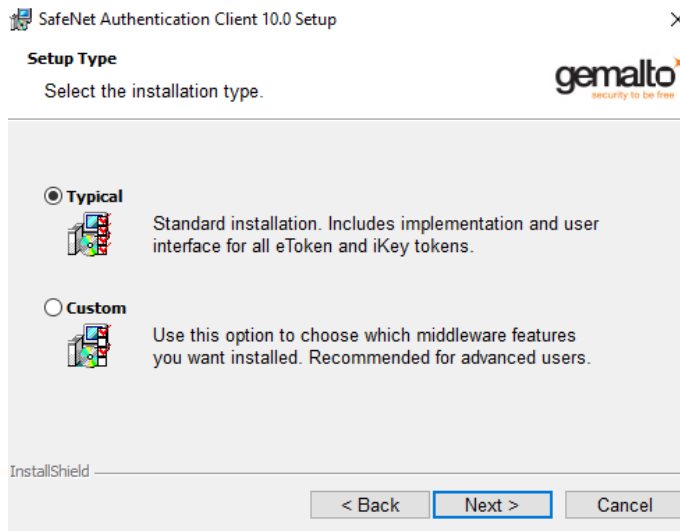 SafeNet Authentication Client 10.0 Setup
Setup Type
Select the installation type.
gemalto
security to be free
Typical
Standard installation. Includes implementation and user
interface for all eToken and iKey tokens.
Custom
Use this option to choose which middleware features
you want installed. Recommended for advanced users.
InstallShield
< Back
Next >
Cancel